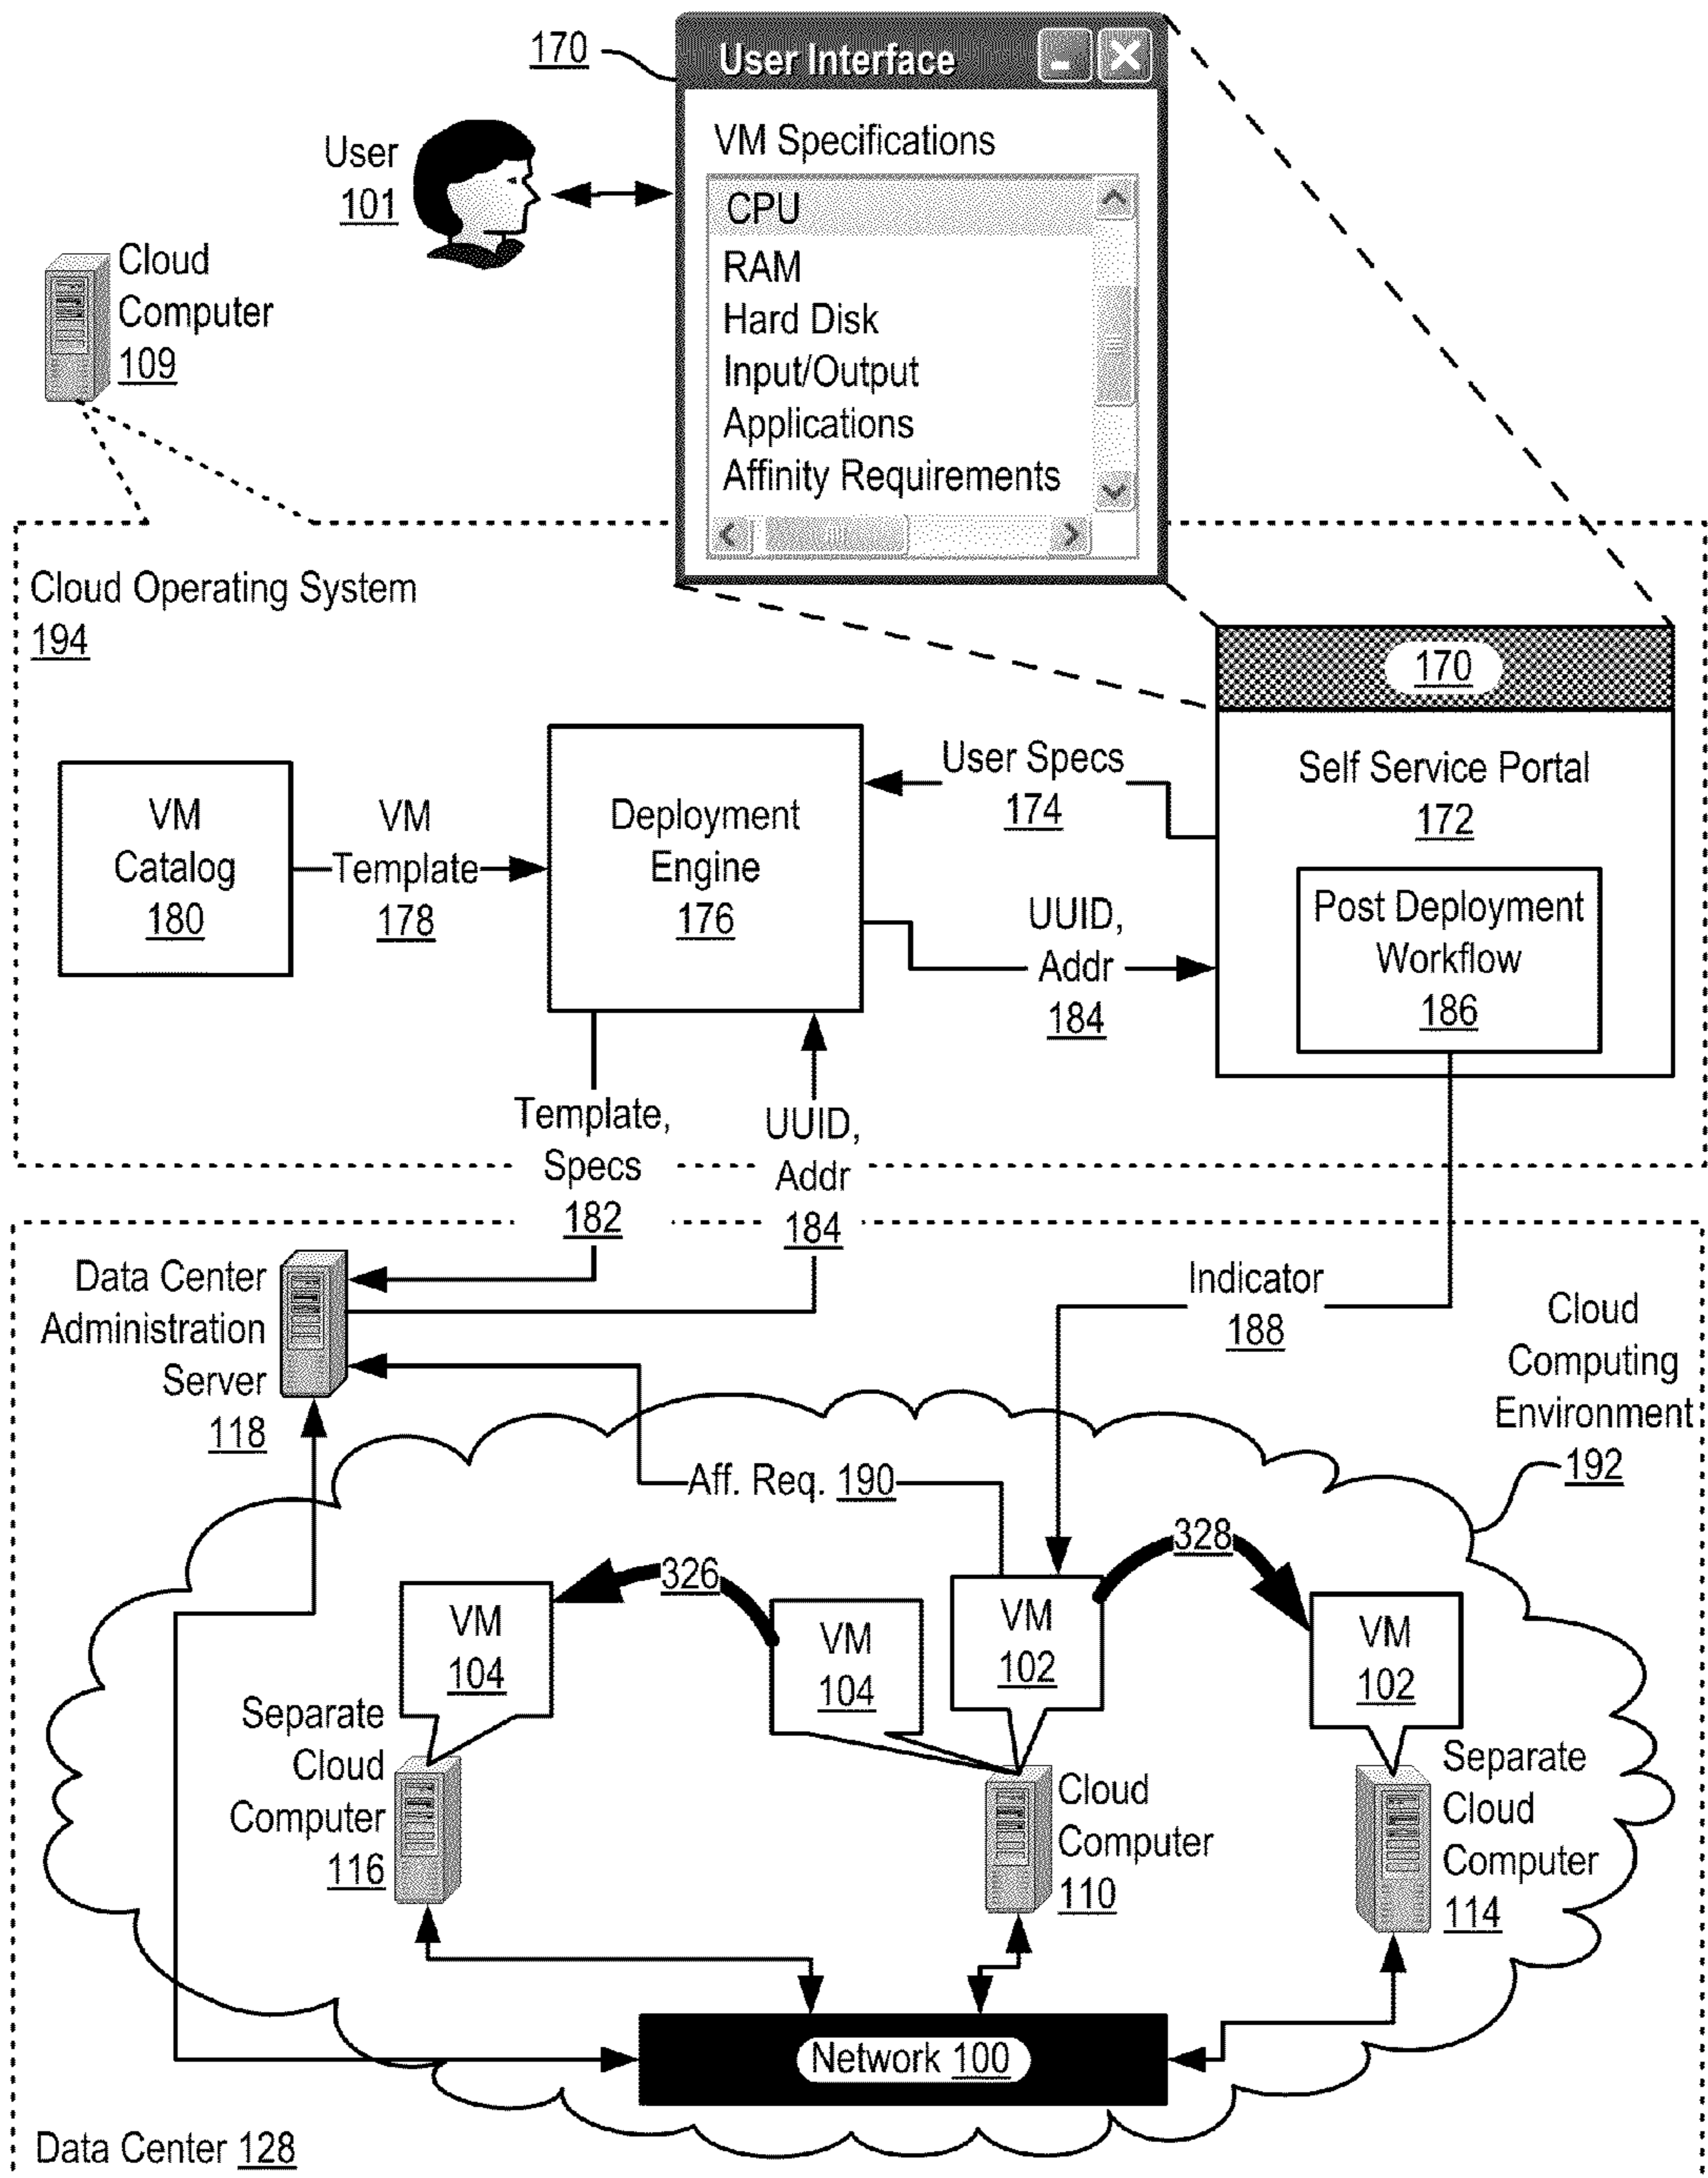 170
User Interface
VM Specifications
CPU
RAM
Hard Disk
Input/Output
Applications
Affinity Requirements
User
101
Cloud
Computer
109
Cloud Operating System
194
170
Self Service Portal
172
Post Deployment
Workflow
186
User Specs
174
UUID,
Addr
184
Deployment
Engine
176
VM
Template
178
VM
Catalog
180
Template,
Specs
182
UUID,
Addr
184
Data Center
Administration
Server
118
Indicator
188
Cloud
Computing
Environment
192
Aff. Req. 190
326
328
VM
104
VM
104
VM
102
VM
102
Separate
Cloud
Computer
116
Cloud
Computer
110
Separate
Cloud
Computer
114
Network 100
Data Center 128